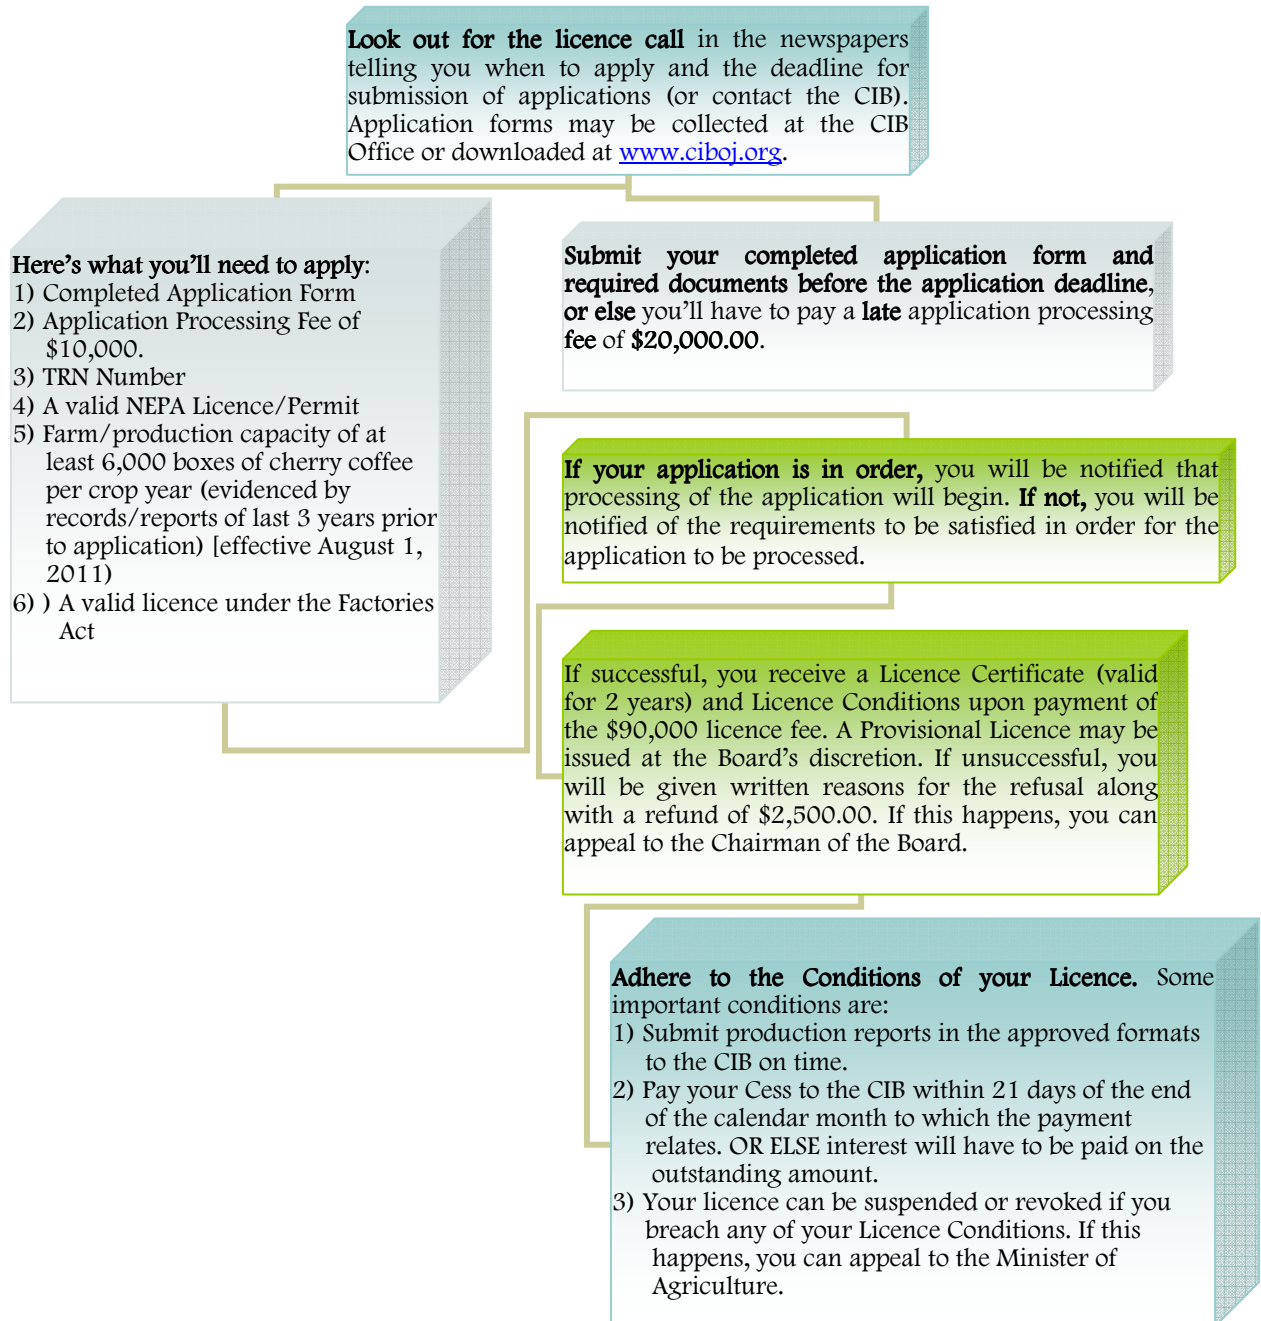 Look out for the licence call in the newspapers
telling you when to apply and the deadline for
submission of applications (or contact the CIB).
Application forms may be collected at the CIB
Office or downloaded at www.ciboj.org.
Here's what you'll need to apply:
1) Completed Application Form
2) Application Processing Fee of
$10,000.
3) TRN Number
4) A valid NEPA Licence/Permit
5) Farm/production capacity of at
least 6,000 boxes of cherry coffee
per crop year (evidenced by
records/reports of last 3 years prior
to application) [effective August 1,
2011)
6) ) A valid licence under the Factories
Act
Submit your completed application form and
required documents before the application deadline,
or else you'll have to pay a late application processing
fee of $20,000.00.
If your application is in order, you will be notified that
processing of the application will begin. If not, you will be
notified of the requirements to be satisfied in order for the
application to be processed.
If successful, you receive a Licence Certificate (valid
for 2 years) and Licence Conditions upon payment of
the $90,000 licence fee. A Provisional Licence may be
issued at the Board's discretion. If unsuccessful, you
will be given written reasons for the refusal along
with a refund of $2,500.00. If this happens, you can
appeal to the Chairman of the Board.
Adhere to the Conditions of your Licence. Some
important conditions are:
1) Submit production reports in the approved formats
to the CIB on time.
2) Pay your Cess to the CIB within 21 days of the end
of the calendar month to which the payment
relates. OR ELSE interest will have to be paid on the
outstanding amount.
3) Your licence can be suspended or revoked if you
breach any of your Licence Conditions. If this
happens, you can appeal to the Minister of
Agriculture.